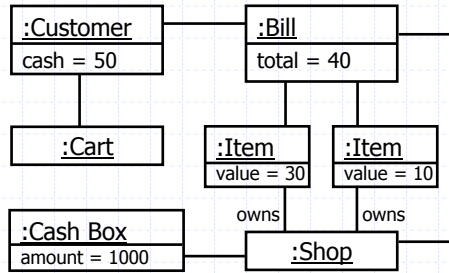 :Customer
cash = 50
:Bill
total = 40
:Cart
:Item
value = 30
:Item
value = 10
owns
owns
:Cash Box
amount = 1000
:Shop